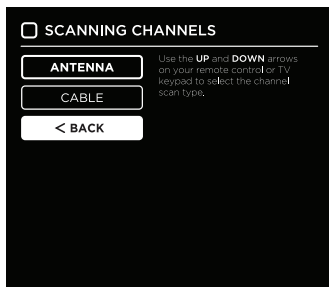 SCANNING CHANNELS
ANTENNA
CABLE
< BACK
Use the UP and DOWN arrows
on your remote control or TV
keypad to select the channel
scan type.